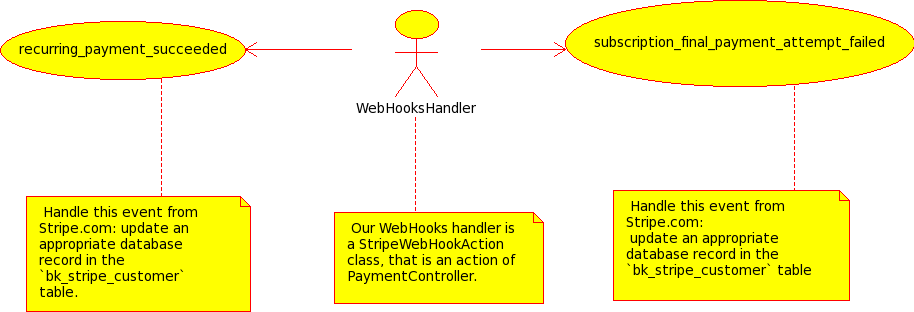 recurring_payment_succeeded
subscription_final_payment_attempt_failed
WebHooksHandler
Handle this event from
Stripe.com: update an
appropriate database
record in the
`bk_stripe_customer`
table.
Our WebHooks handler is
a StripeWebHookAction
class, that is an action of
PaymentController.
Handle this event from
Stripe.com:
update an appropriate
database record in the
`bk_stripe_customer` table